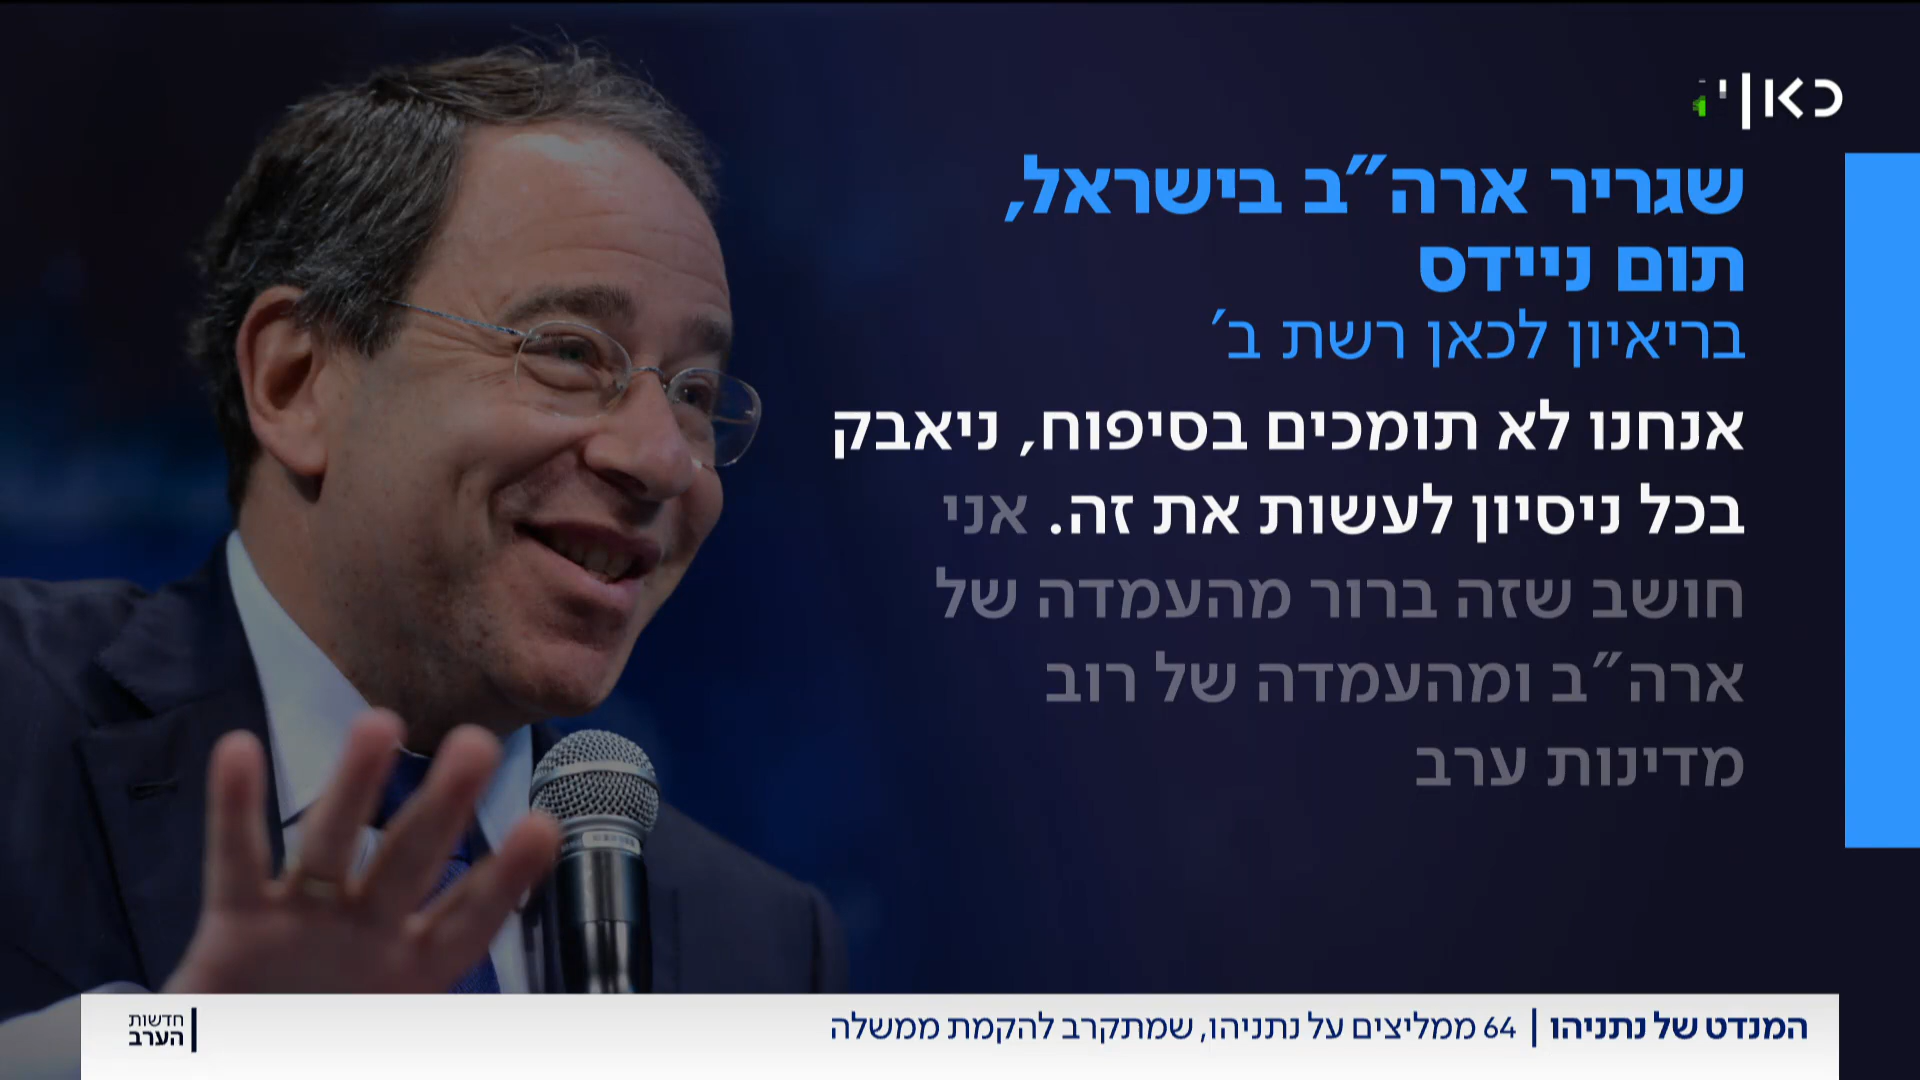 כאן|
שגריר ארה"ב בישראל,
תום ניידס
בריאיון לכאן רשת ב'
אנחנו לא תומכים בסיפוח, ניאבק
בכל ניסיון לעשות את זה. אני
חושב שזה ברור מהעמדה של
ארה"ב ומהעמדה של רוב
מדינות ערב
המנדט של נתניהו | 64 ממליצים על נתניהו, שמתקרב להקמת ממשלה
חדשות
הערב